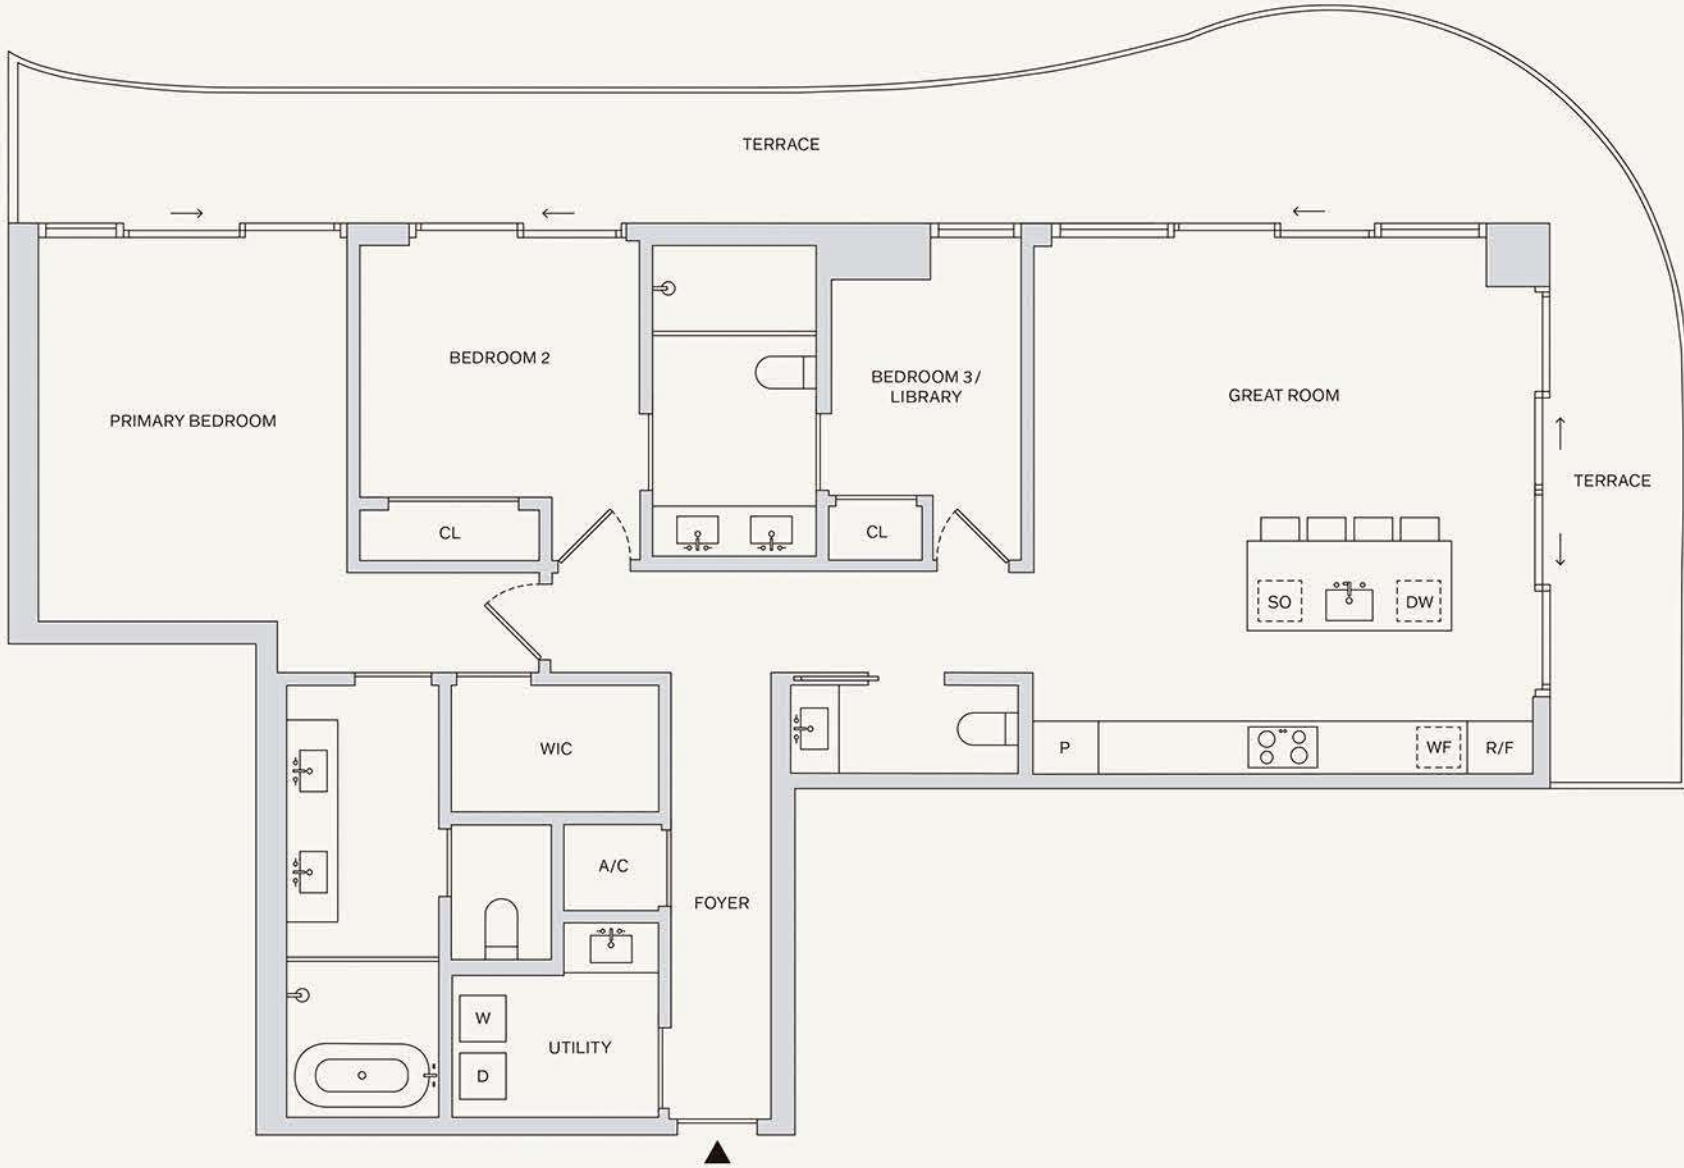 TERRACE
BEDROOM 2
BEDROOM 3/
LIBRARY
GREAT ROOM
PRIMARY BEDROOM
TERRACE
CL
CL
SO
DW
WIC
P
WF
R/F
A/C
FOYER
W
UTILITY
D